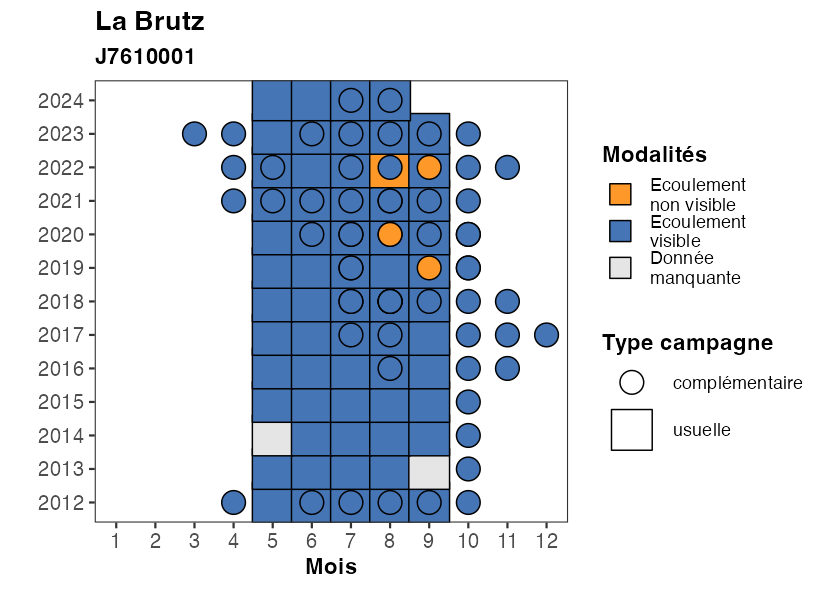 La Brutz
J7610001
2024
2023
2022
2021
2020
2019
2018
2017
2016
2015
2014
2013
2012
1 2 3 4 5 6 7 8 9 10 11 12
Mois
Modalités
Ecoulement
non visible
Ecoulement
visible
Donnée
manquante
Type campagne
complémentaire
usuelle